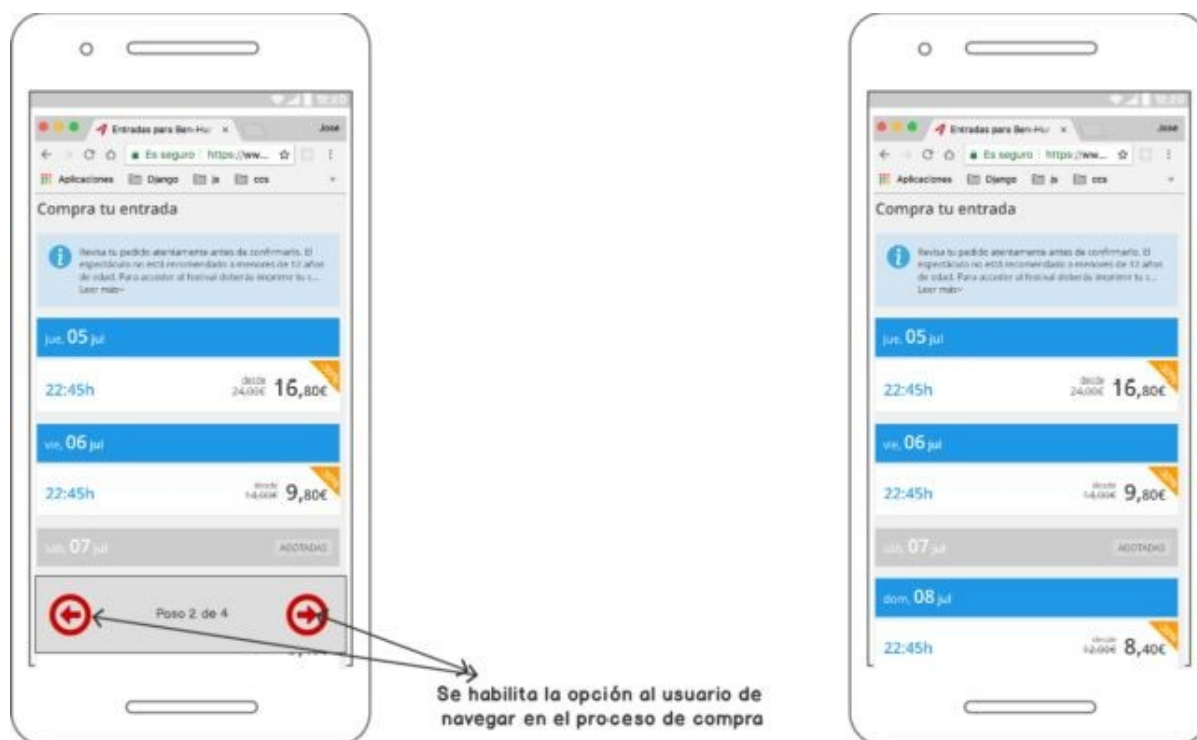 12:30
Entradas para Ben-Hur × Jose
Es seguro https://ww...
Aplicaciones Django js ccs
Compra tu entrada
Revisa tu pedido atentamente antes de confirmarlo. El
espectáculo no está recomendado a menores de 12 años
de edad. Para acceder al festival deberás imprimir tu c...
Leer más
jue, 05 jul
22:45h desde 24,00€ 16,80€
vie, 06 jul
22:45h desde 14,00€ 9,80€
sáb, 07 jul AGOTADAS
Paso 2 de 4
Se habilita la opción al usuario de
navegar en el proceso de compra
12:30
Entradas para Ben-Hur × Jose
Es seguro https://ww...
Aplicaciones Django js ccs
Compra tu entrada
Revisa tu pedido atentamente antes de confirmarlo. El
espectáculo no está recomendado a menores de 12 años
de edad. Para acceder al festival deberás imprimir tu c...
Leer más
jue, 05 jul
22:45h desde 24,00€ 16,80€
vie, 06 jul
22:45h desde 14,00€ 9,80€
sáb, 07 jul AGOTADAS
dom, 08 jul
22:45h desde 12,00€ 8,40€